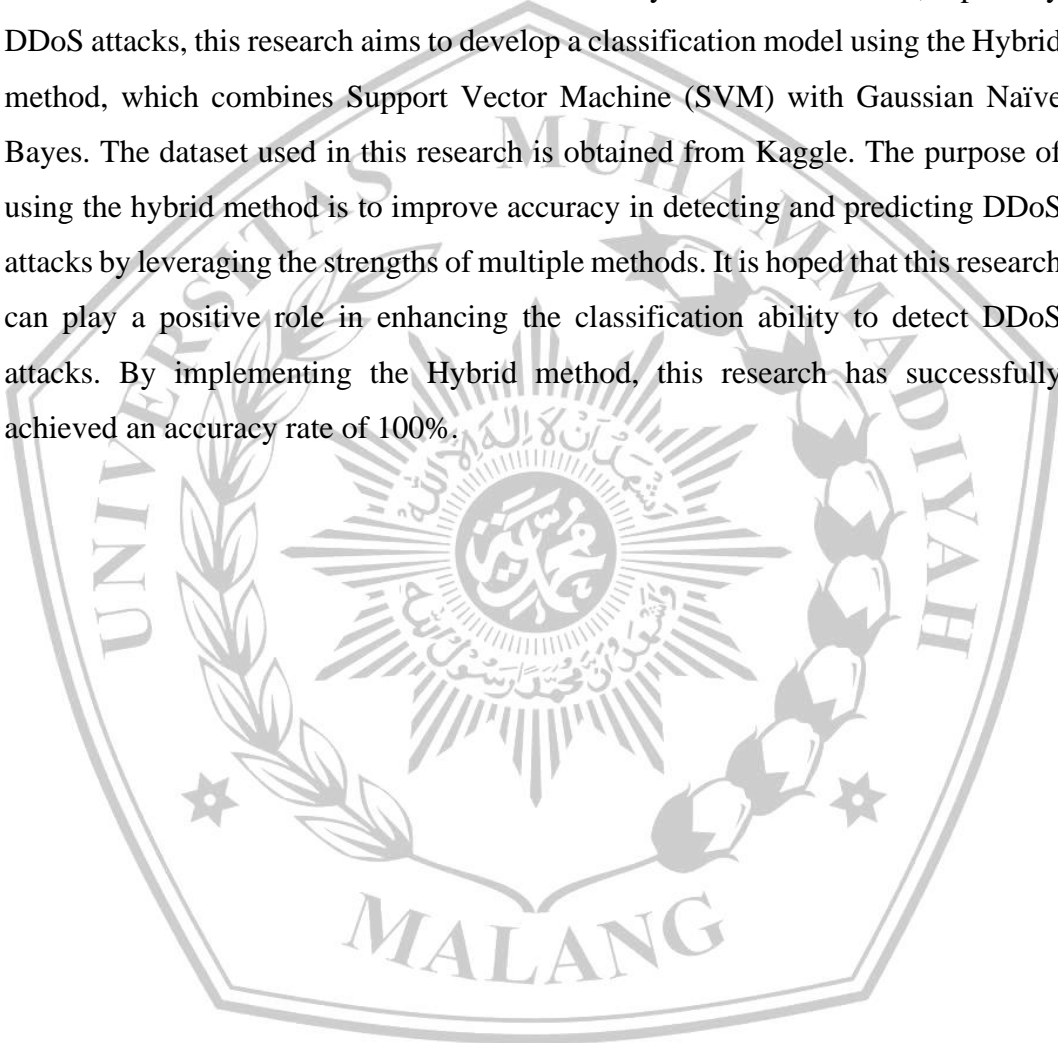 DDoS attacks, this research aims to develop a classification model using the Hybrid
method, which combines Support Vector Machine (SVM) with Gaussian Naïve
Bayes. The dataset used in this research is obtained from Kaggle. The purpose of
using the hybrid method is to improve accuracy in detecting and predicting DDoS
attacks by leveraging the strengths of multiple methods. It is hoped that this research
can play a positive role in enhancing the classification ability to detect DDoS
attacks. By implementing the Hybrid method, this research has successfully
achieved an accuracy rate of 100%.
UNIVERSITAS MUHAMMADIYAH
MALANG